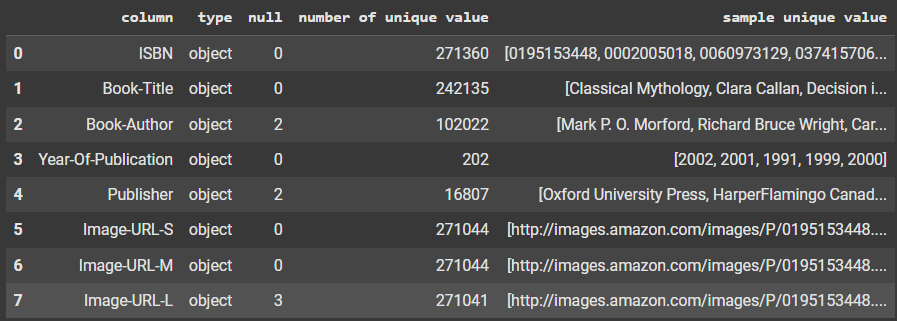 column type null number of unique value sample unique value
0 ISBN object 0 271360 [0195153448, 0002005018, 0060973129, 037415706...
1 Book-Title object 0 242135 [Classical Mythology, Clara Callan, Decision i...
2 Book-Author object 2 102022 [Mark P. O. Morford, Richard Bruce Wright, Car...
3 Year-Of-Publication object 0 202 [2002, 2001, 1991, 1999, 2000]
4 Publisher object 2 16807 [Oxford University Press, HarperFlamingo Canad...
5 Image-URL-S object 0 271044 [http://images.amazon.com/images/P/0195153448....
6 Image-URL-M object 0 271044 [http://images.amazon.com/images/P/0195153448....
7 Image-URL-L object 3 271041 [http://images.amazon.com/images/P/0195153448....